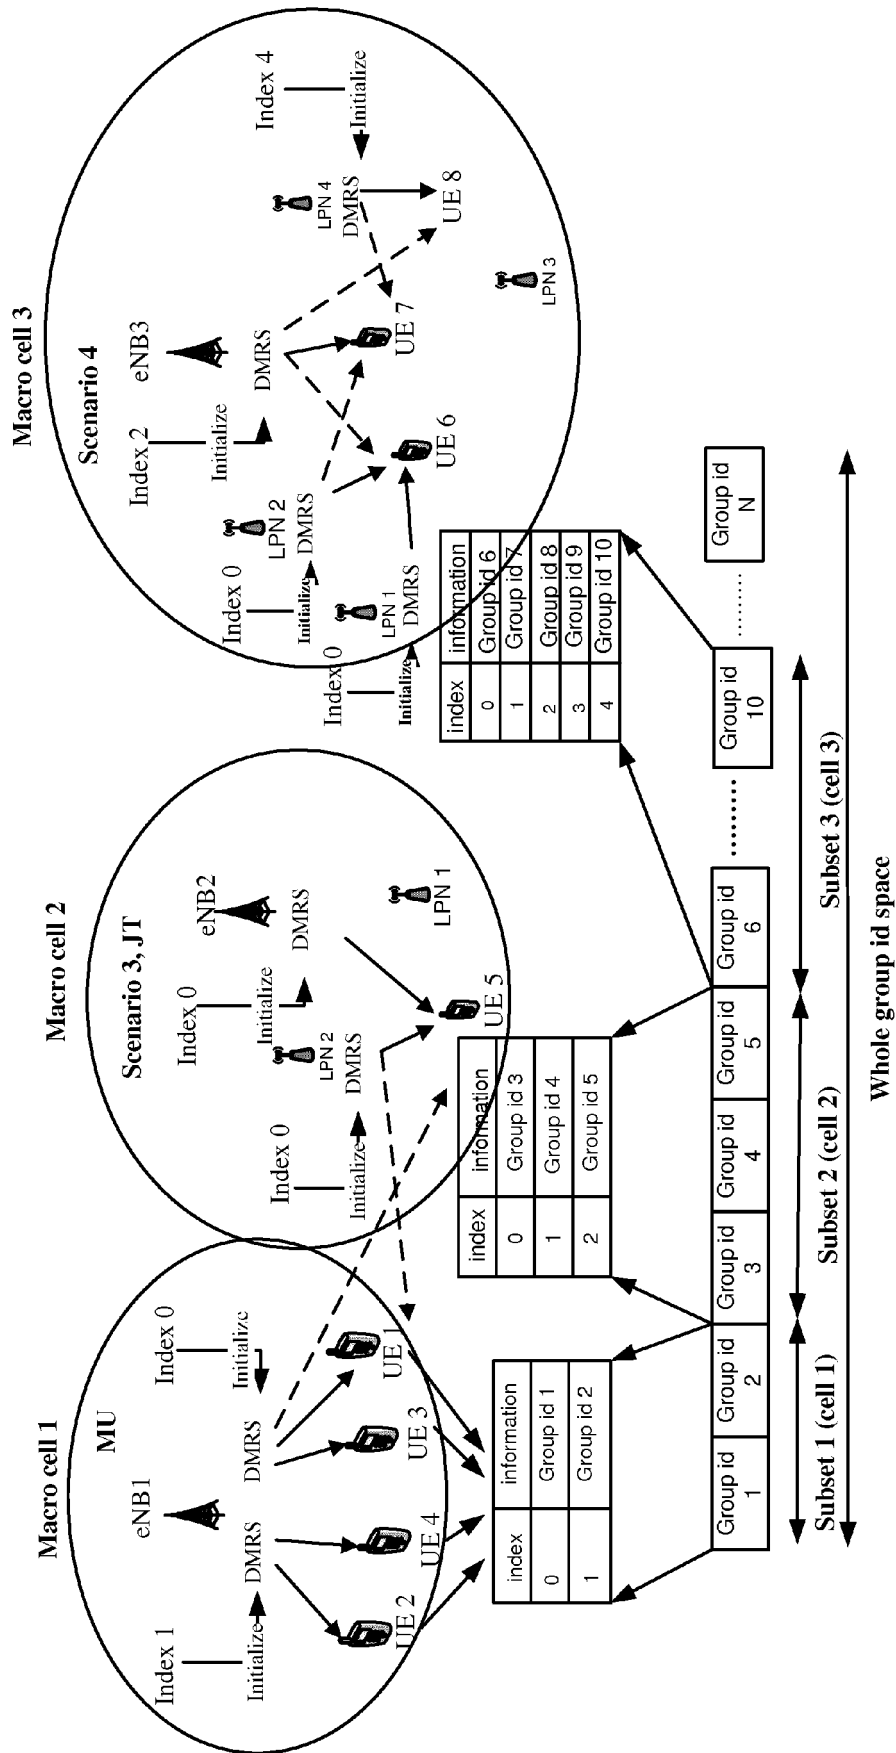 Macro cell 1
MU
eNB1
Index 1
Initialize
DMRS
DMRS
Index 0
Initialize
UE 2
UE 4
UE 3
UE 1
Macro cell 2
Scenario 3, JT
Index 0
Initialize
LPN 2
DMRS
Index 0
Initialize
eNB2
DMRS
LPN 1
UE 5
Macro cell 3
Scenario 4
Index 0
Initialize
LPN 1
DMRS
Index 0
Initialize
LPN 2
DMRS
Index 2
Initialize
eNB3
DMRS
Index 4
Initialize
LPN 4
DMRS
UE 6
UE 7
UE 8
LPN 3
index information
0 Group id 1
1 Group id 2
index information
0 Group id 3
1 Group id 4
2 Group id 5
index information
0 Group id 6
1 Group id 7
2 Group id 8
3 Group id 9
4 Group id 10
Group id 1
Group id 2
Group id 3
Group id 4
Group id 5
Group id 6
.........
Group id 10
.........
Group id N
Subset 1 (cell 1)
Subset 2 (cell 2)
Subset 3 (cell 3)
Whole group id space